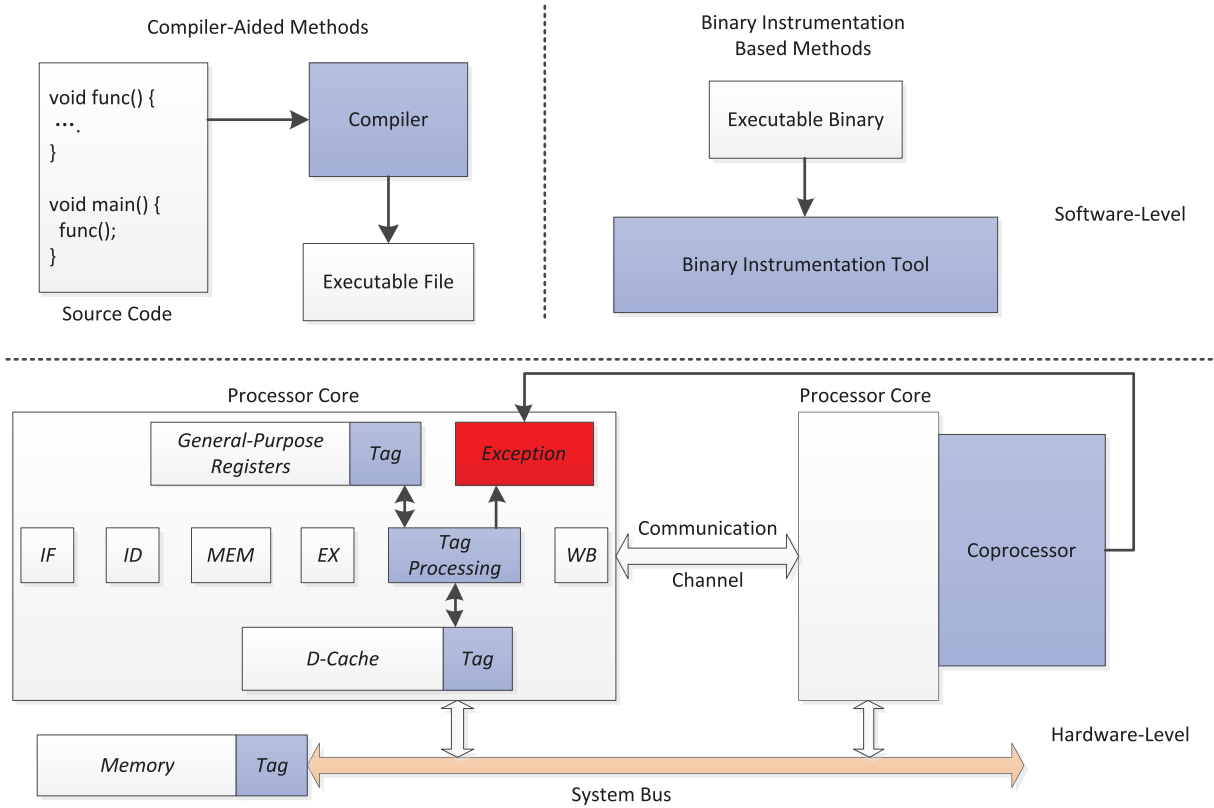 Compiler-Aided Methods
void func() {
….
}
void main() {
func();
}
Source Code
Compiler
Executable File
Binary Instrumentation
Based Methods
Executable Binary
Binary Instrumentation Tool
Software-Level
Processor Core
General-Purpose
Registers
Tag
Exception
IF
ID
MEM
EX
Tag
Processing
WB
D-Cache
Tag
Communication
Channel
Processor Core
Coprocessor
Hardware-Level
Memory
Tag
System Bus